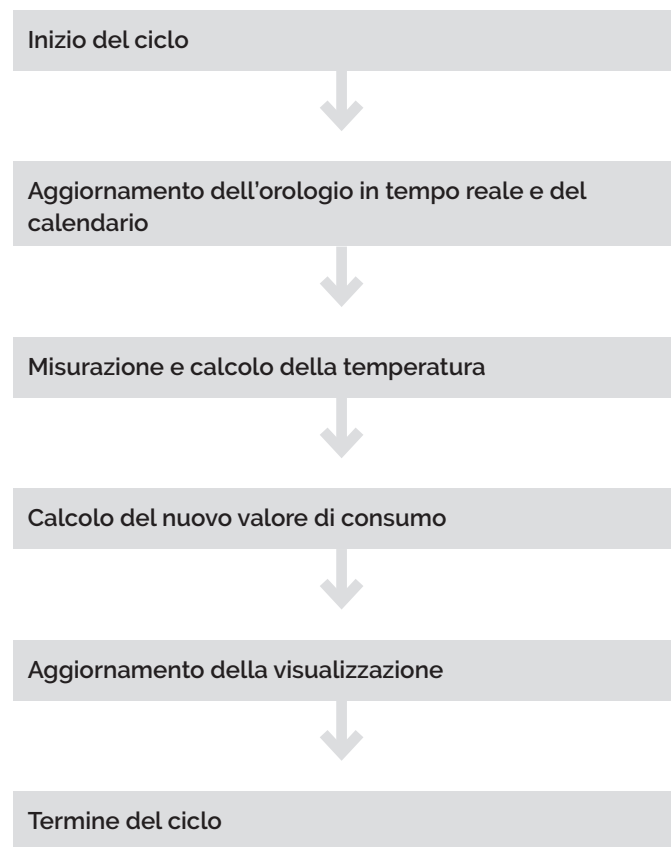 Inizio del ciclo
Aggiornamento dell’orologio in tempo reale e del
calendario
Misurazione e calcolo della temperatura
Calcolo del nuovo valore di consumo
Aggiornamento della visualizzazione
Termine del ciclo